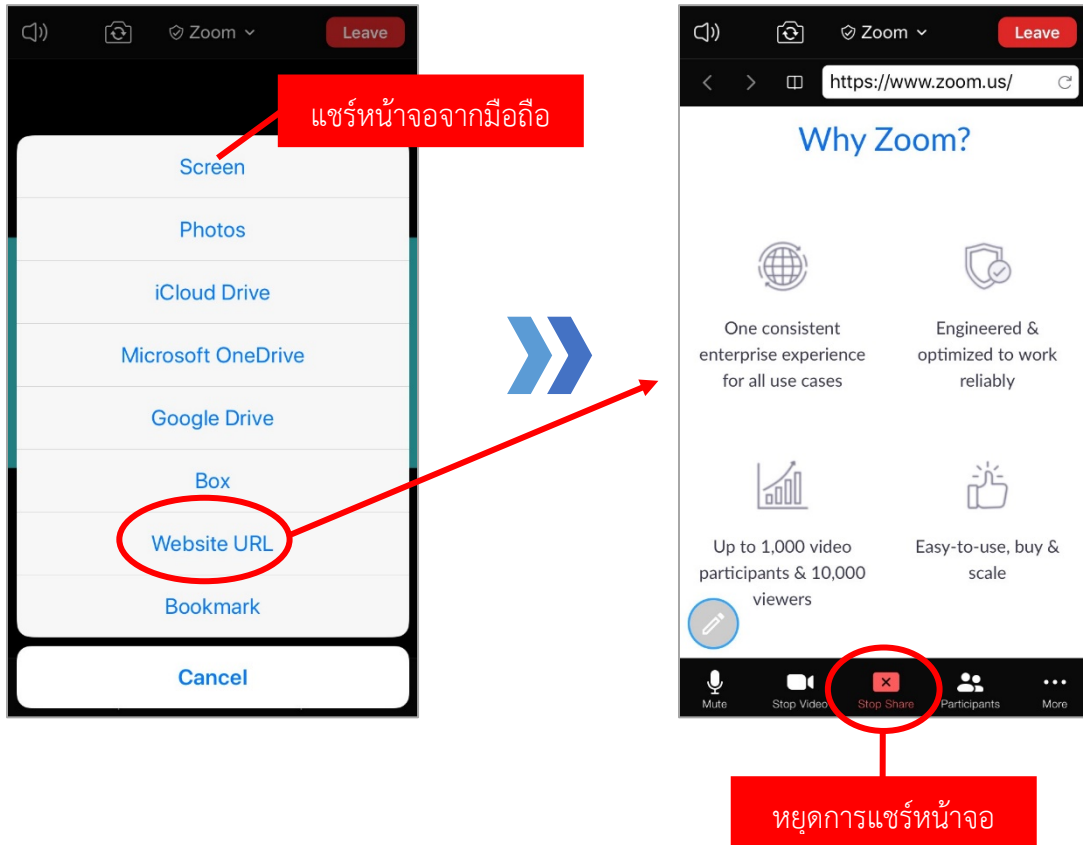 Zoom
Leave
แชร์หน้าจอจากมือถือ
Screen
Photos
iCloud Drive
Microsoft OneDrive
Google Drive
Box
Website URL
Bookmark
Cancel
Zoom
Leave
https://www.zoom.us/
Why Zoom?
One consistent
enterprise experience
for all use cases
Engineered &
optimized to work
reliably
Up to 1,000 video
participants & 10,000
viewers
Easy-to-use, buy &
scale
Mute
Stop Video
Stop Share
Participants
More
หยุดการแชร์หน้าจอ